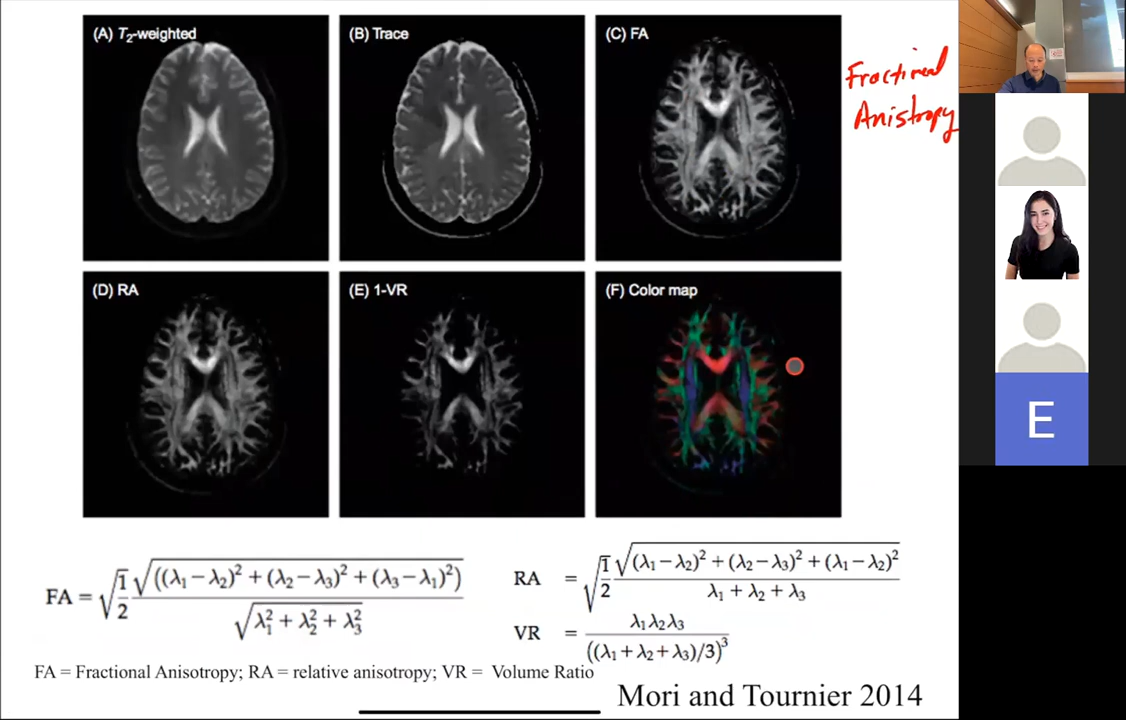 (A) T₂-weighted
(B) Trace
(C) FA
Fractional
Anistropy
(D) RA
(E) 1-VR
(F) Color map
E
FA = √(1/2) √((λ₁ − λ₂)² + (λ₂ − λ₃)² + (λ₃ − λ₁)²) / √(λ₁² + λ₂² + λ₃²)
RA = √(1/2) √((λ₁ − λ₂)² + (λ₂ − λ₃)² + (λ₁ − λ₂)²) / (λ₁ + λ₂ + λ₃)
VR = λ₁λ₂λ₃ / ((λ₁ + λ₂ + λ₃)/3)³
FA = Fractional Anisotropy; RA = relative anisotropy; VR = Volume Ratio
Mori and Tournier 2014